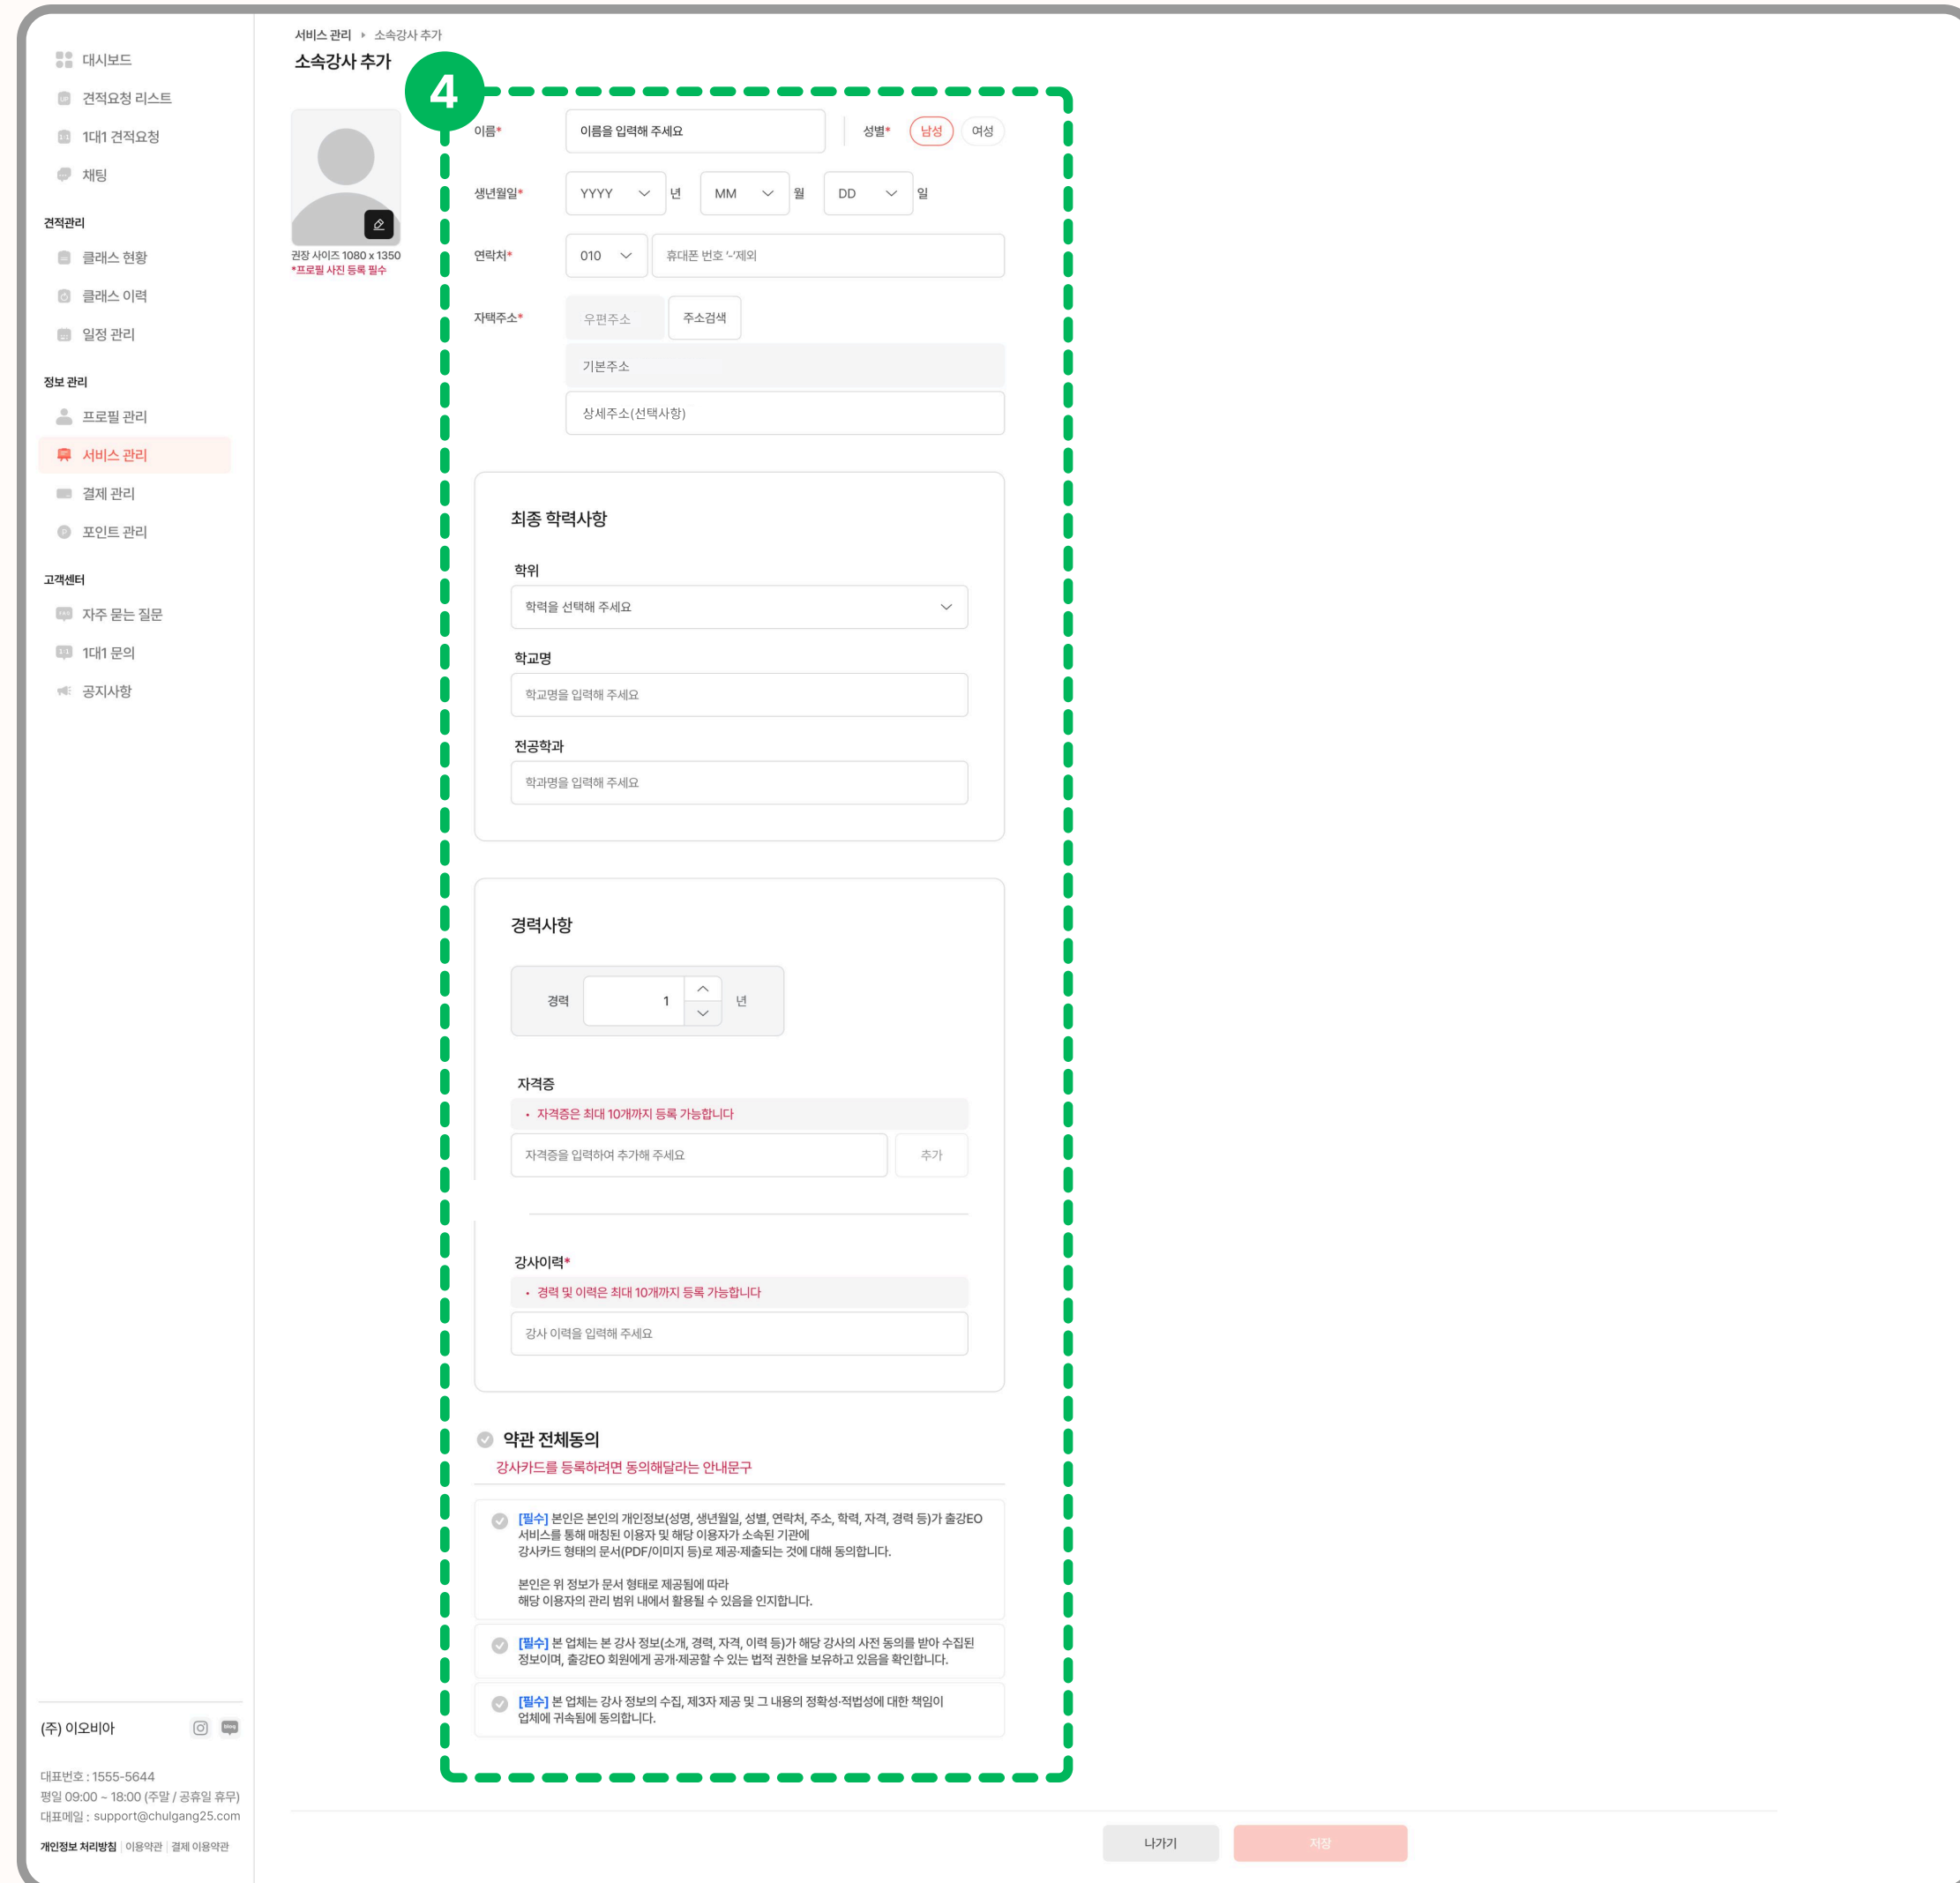 대시보드
견적요청 리스트
1대1 견적요청
채팅
견적관리
클래스 현황
클래스 이력
일정 관리
정보 관리
프로필 관리
서비스 관리
결제 관리
포인트 관리
고객센터
자주 묻는 질문
1대1 문의
공지사항
(주) 이오비아
대표번호 : 1555-5644
평일 09:00 ~ 18:00 (주말 / 공휴일 휴무)
대표메일 : support@chulgang25.com
개인정보 처리방침 | 이용약관 | 결제 이용약관
서비스 관리 ▸ 소속강사 추가
소속강사 추가
4
권장 사이즈 1080 x 1350
*프로필 사진 등록 필수
이름* 이름을 입력해 주세요 성별* 남성 여성
생년월일* YYYY 년 MM 월 DD 일
연락처* 010 휴대폰 번호 '-'제외
자택주소* 우편주소 주소검색
기본주소
상세주소(선택사항)
최종 학력사항
학위
학력을 선택해 주세요
학교명
학교명을 입력해 주세요
전공학과
학과명을 입력해 주세요
경력사항
경력 1 년
자격증
• 자격증은 최대 10개까지 등록 가능합니다
자격증을 입력하여 추가해 주세요 추가
강사이력*
• 경력 및 이력은 최대 10개까지 등록 가능합니다
강사 이력을 입력해 주세요
약관 전체동의
강사카드를 등록하려면 동의해달라는 안내문구
[필수] 본인은 본인의 개인정보(성명, 생년월일, 성별, 연락처, 주소, 학력, 자격, 경력 등)가 출강EO
서비스를 통해 매칭된 이용자 및 해당 이용자가 소속된 기관에
강사카드 형태의 문서(PDF/이미지 등)로 제공·제출되는 것에 대해 동의합니다.
본인은 위 정보가 문서 형태로 제공됨에 따라
해당 이용자의 관리 범위 내에서 활용될 수 있음을 인지합니다.
[필수] 본 업체는 본 강사 정보(소개, 경력, 자격, 이력 등)가 해당 강사의 사전 동의를 받아 수집된
정보이며, 출강EO 회원에게 공개·제공할 수 있는 법적 권한을 보유하고 있음을 확인합니다.
[필수] 본 업체는 강사 정보의 수집, 제3자 제공 및 그 내용의 정확성·적법성에 대한 책임이
업체에 귀속됨에 동의합니다.
나가기 저장